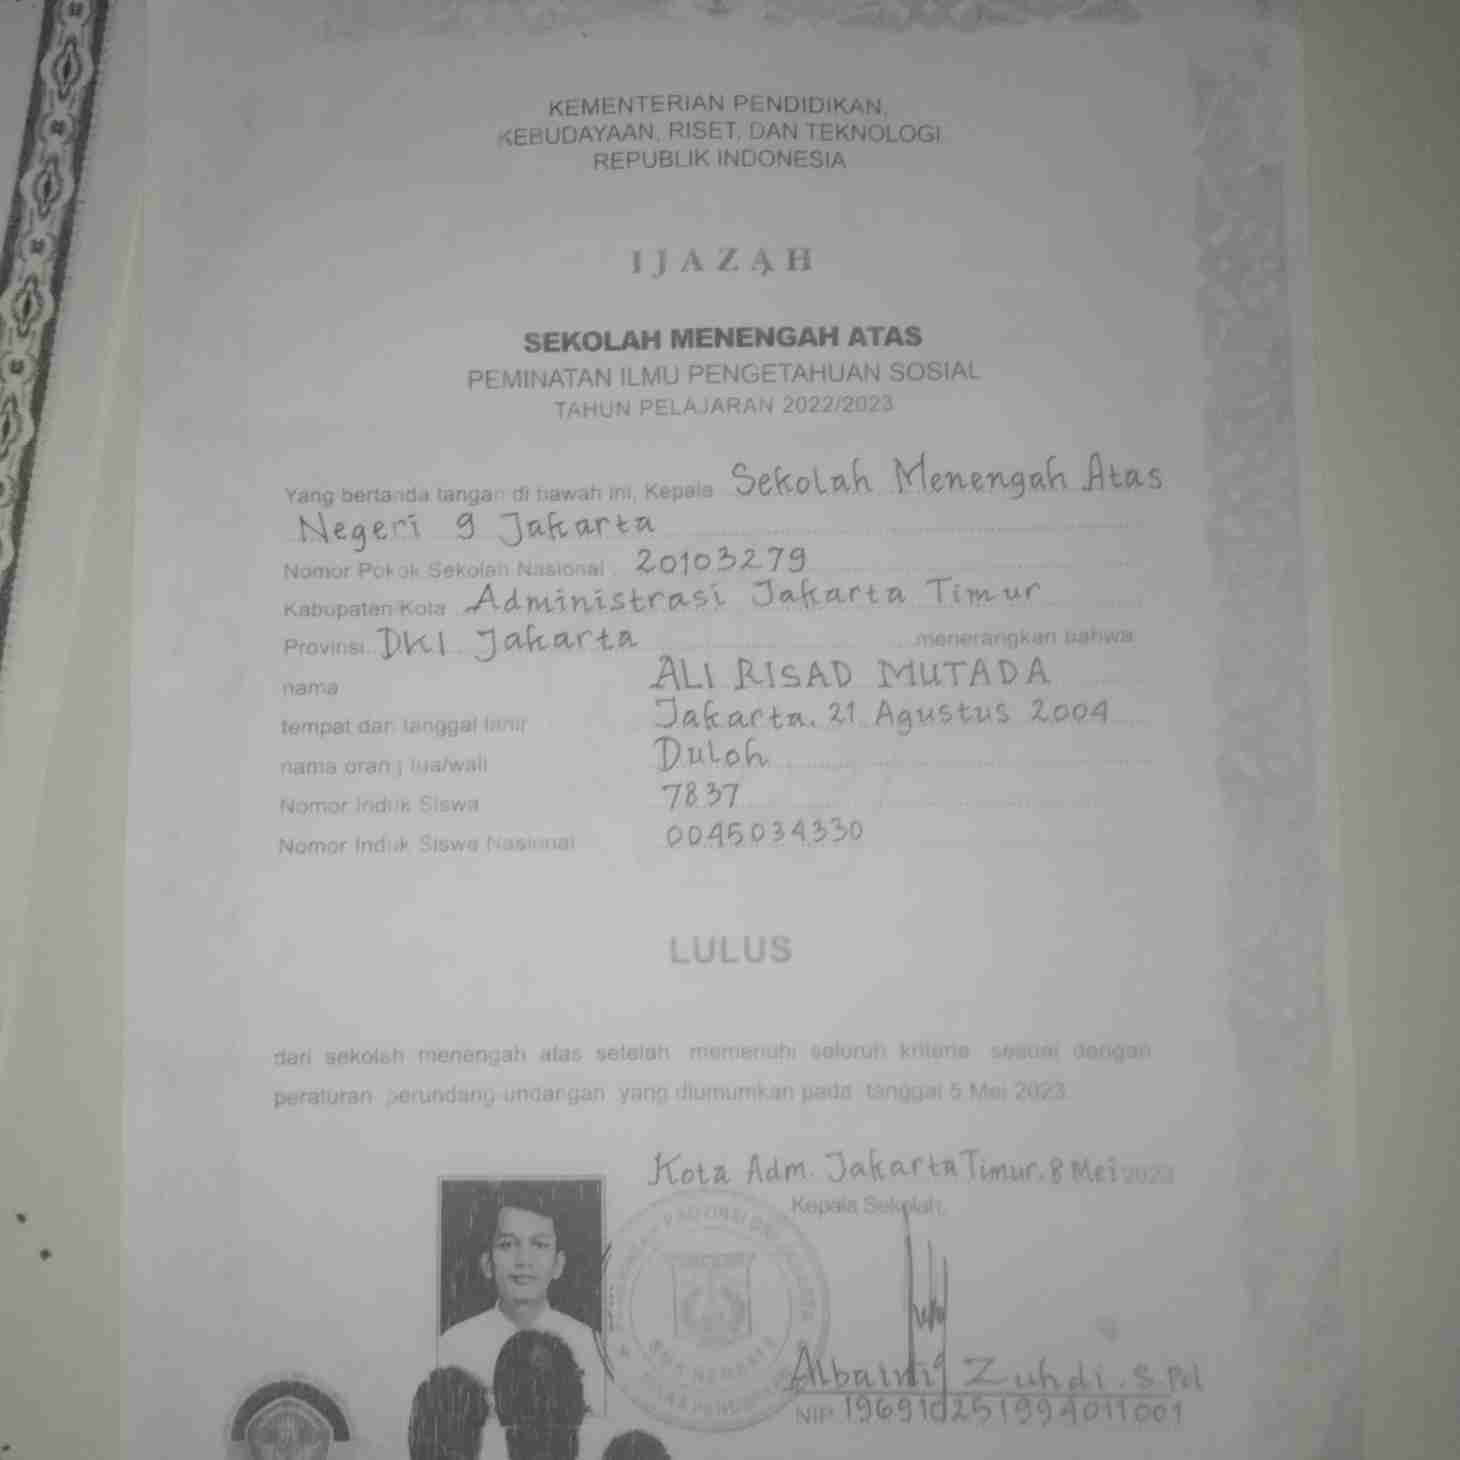 KEMENTERIAN PENDIDIKAN,
KEBUDAYAAN, RISET, DAN TEKNOLOGI
REPUBLIK INDONESIA
IJAZAH
SEKOLAH MENENGAH ATAS
PEMINATAN ILMU PENGETAHUAN SOSIAL
TAHUN PELAJARAN 2022/2023
Yang bertanda tangan di bawah ini, Kepala Sekolah Menengah Atas
Negeri 9 Jakarta
Nomor Pokok Sekolah Nasional 20103279
Kabupaten/Kota Administrasi Jakarta Timur
Provinsi DKI Jakarta menerangkan bahwa
nama ALI RISAD MUTADA
tempat dan tanggal lahir Jakarta, 21 Agustus 2004
nama orang tua/wali Duloh
Nomor Induk Siswa 7837
Nomor Induk Siswa Nasional 0045034330
LULUS
dari sekolah menengah atas setelah memenuhi seluruh kriteria sesuai dengan
peraturan perundang-undangan yang diumumkan pada tanggal 5 Mei 2023
Kota Adm. Jakarta Timur, 8 Mei 2023
Kepala Sekolah,
Zuhdi, S.Pd
NIP 196910251994011001